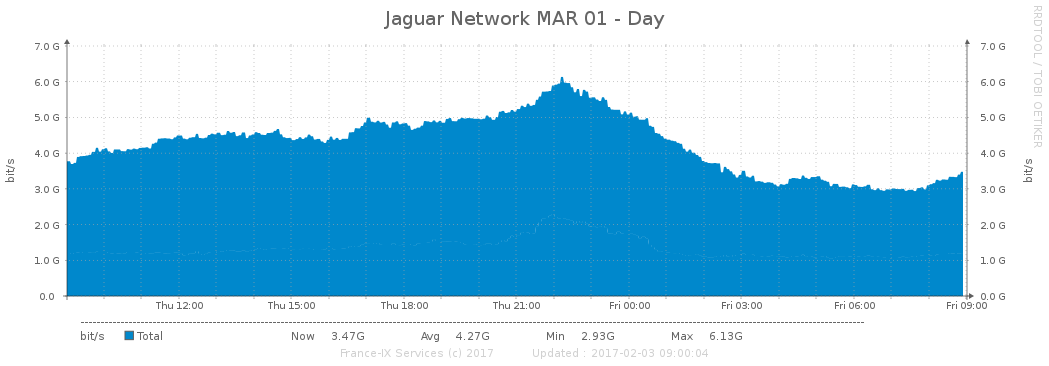 Jaguar Network MAR 01 - Day
RRDTOOL / TOBI OETIKER
bit/s
bit/s
7.0 G 7.0 G
6.0 G 6.0 G
5.0 G 5.0 G
4.0 G 4.0 G
3.0 G 3.0 G
2.0 G 2.0 G
1.0 G 1.0 G
0.0 0.0 G
Thu 12:00 Thu 15:00 Thu 18:00 Thu 21:00 Fri 00:00 Fri 03:00 Fri 06:00 Fri 09:00
bit/s Total Now 3.47G Avg 4.27G Min 2.93G Max 6.13G
France-IX Services (c) 2017 Updated : 2017-02-03 09:00:04